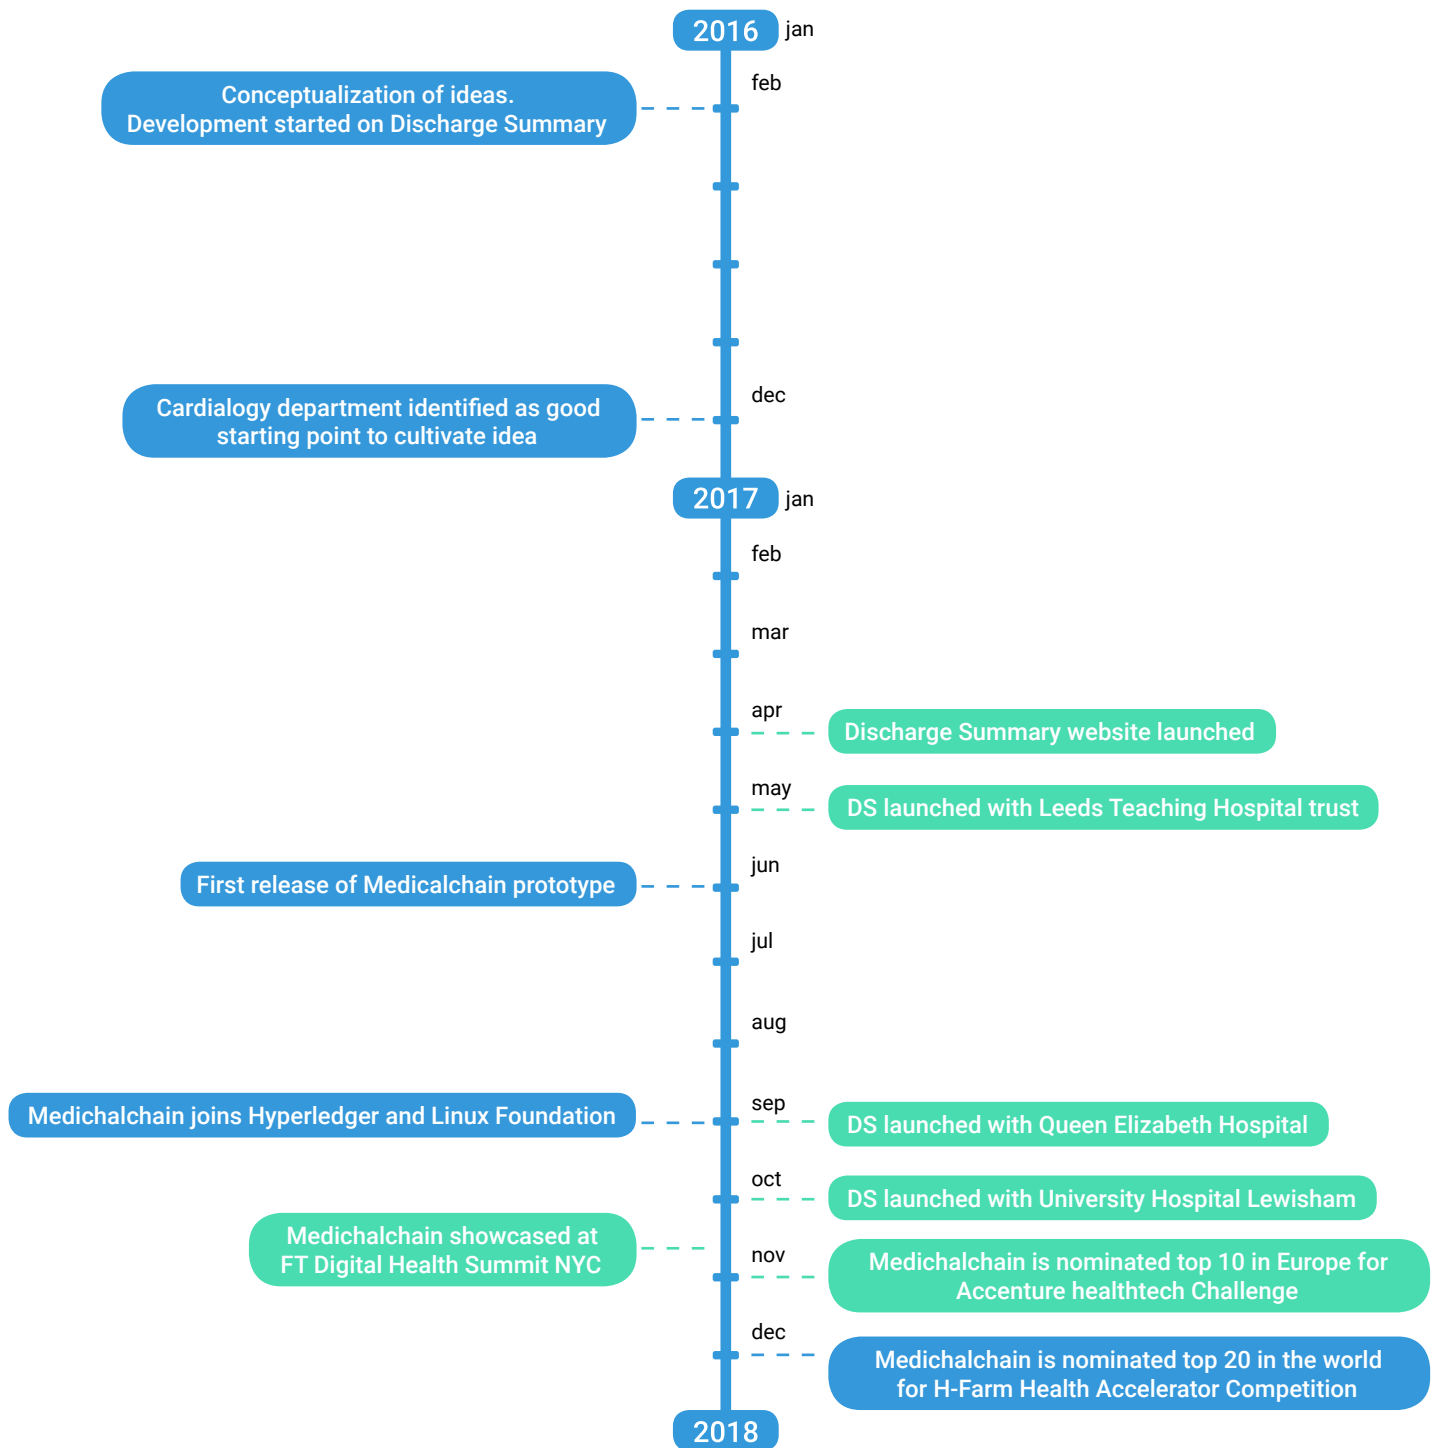 2016 jan
feb
Conceptualization of ideas.
Development started on Discharge Summary
dec
Cardialogy department identified as good
starting point to cultivate idea
2017 jan
feb
mar
apr
Discharge Summary website launched
may
DS launched with Leeds Teaching Hospital trust
jun
First release of Medicalchain prototype
jul
aug
sep
Medichalchain joins Hyperledger and Linux Foundation
DS launched with Queen Elizabeth Hospital
oct
DS launched with University Hospital Lewisham
Medichalchain showcased at
FT Digital Health Summit NYC
nov
Medichalchain is nominated top 10 in Europe for
Accenture healthtech Challenge
dec
Medichalchain is nominated top 20 in the world
for H-Farm Health Accelerator Competition
2018